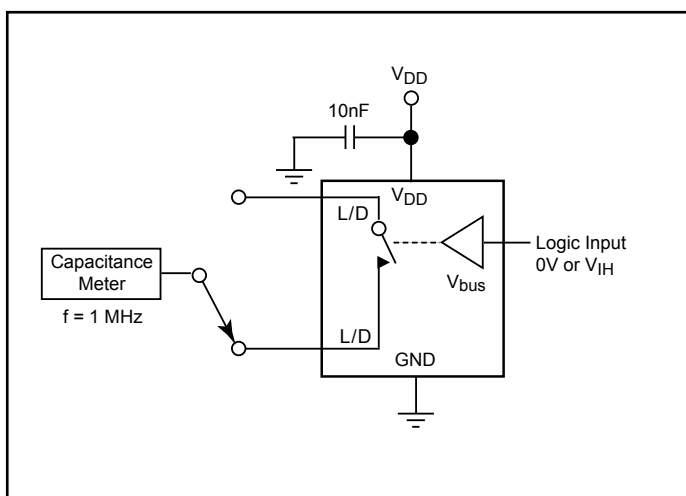 VDD
10nF
VDD
L/D
Logic Input
0V or VIH
Vbus
Capacitance
Meter
f = 1 MHz
L/D
GND